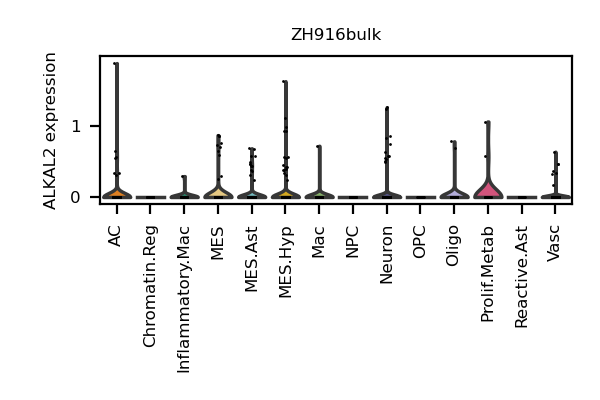 ZH916bulk
ALKAL2 expression
1
0
AC
Chromatin.Reg
Inflammatory.Mac
MES
MES.Ast
MES.Hyp
Mac
NPC
Neuron
OPC
Oligo
Prolif.Metab
Reactive.Ast
Vasc